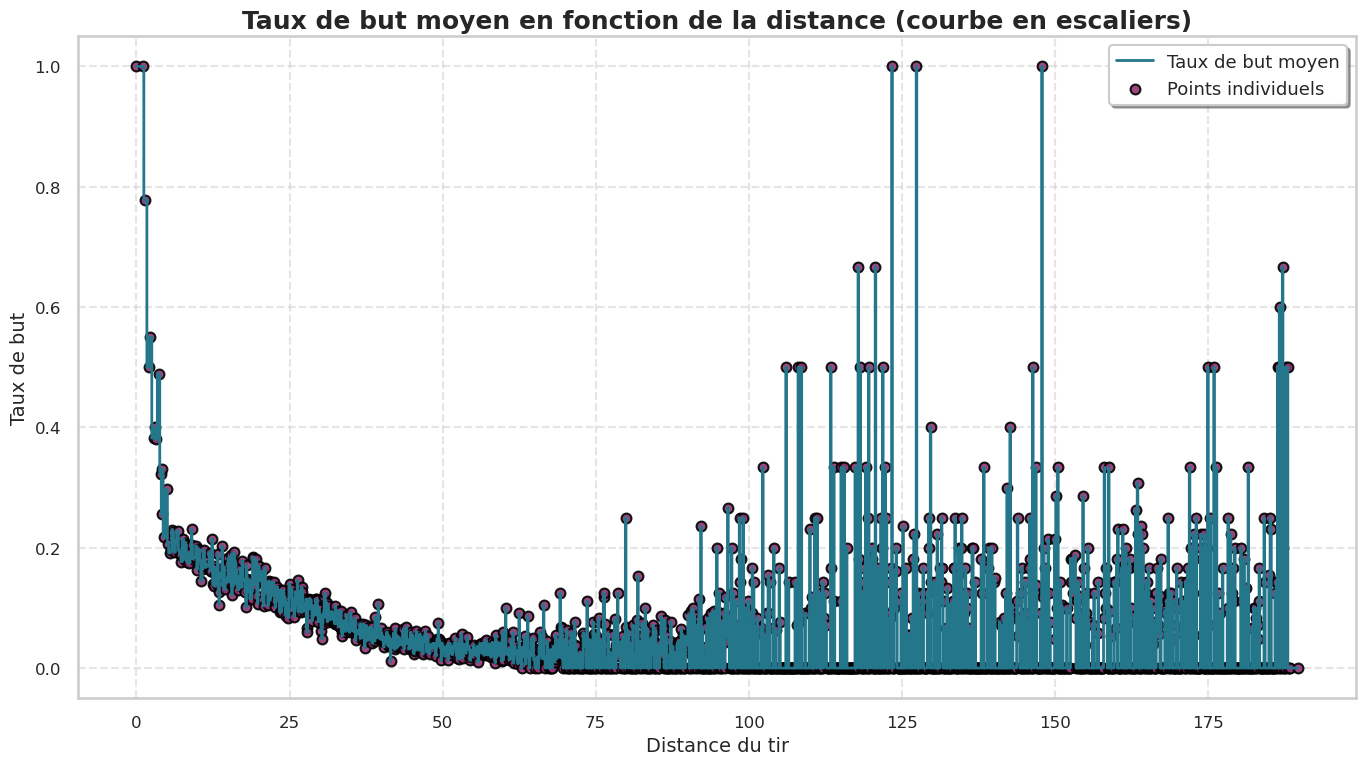 Taux de but moyen en fonction de la distance (courbe en escaliers)
Taux de but moyen
Points individuels
Taux de but
1.0
0.8
0.6
0.4
0.2
0.0
0 25 50 75 100 125 150 175
Distance du tir